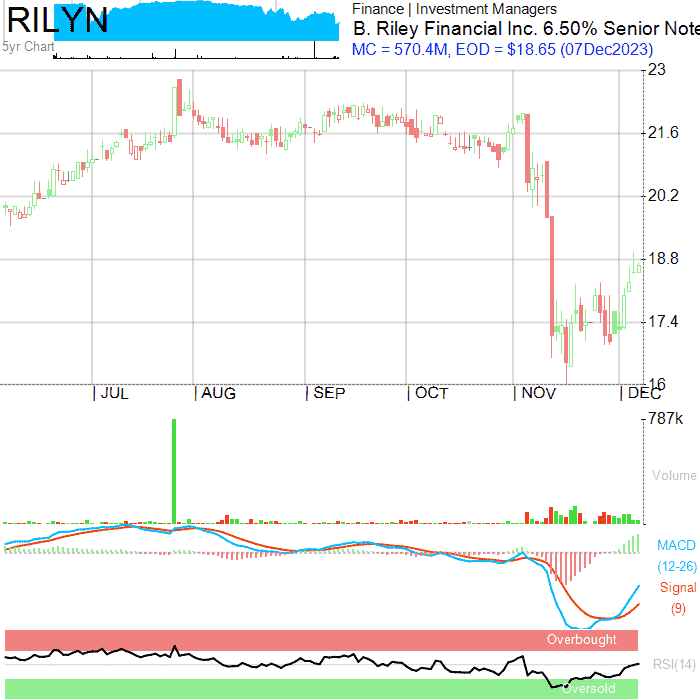 RILYN
5yr Chart
Finance | Investment Managers
B. Riley Financial Inc. 6.50% Senior Note
MC = 570.4M, EOD = $18.65 (07Dec2023)
23
21.6
20.2
18.8
17.4
16
| JUL
| AUG
| SEP
| OCT
| NOV
| DEC
787k
Volume
MACD
(12-26)
Signal
(9)
Overbought
RSI(14)
Oversold